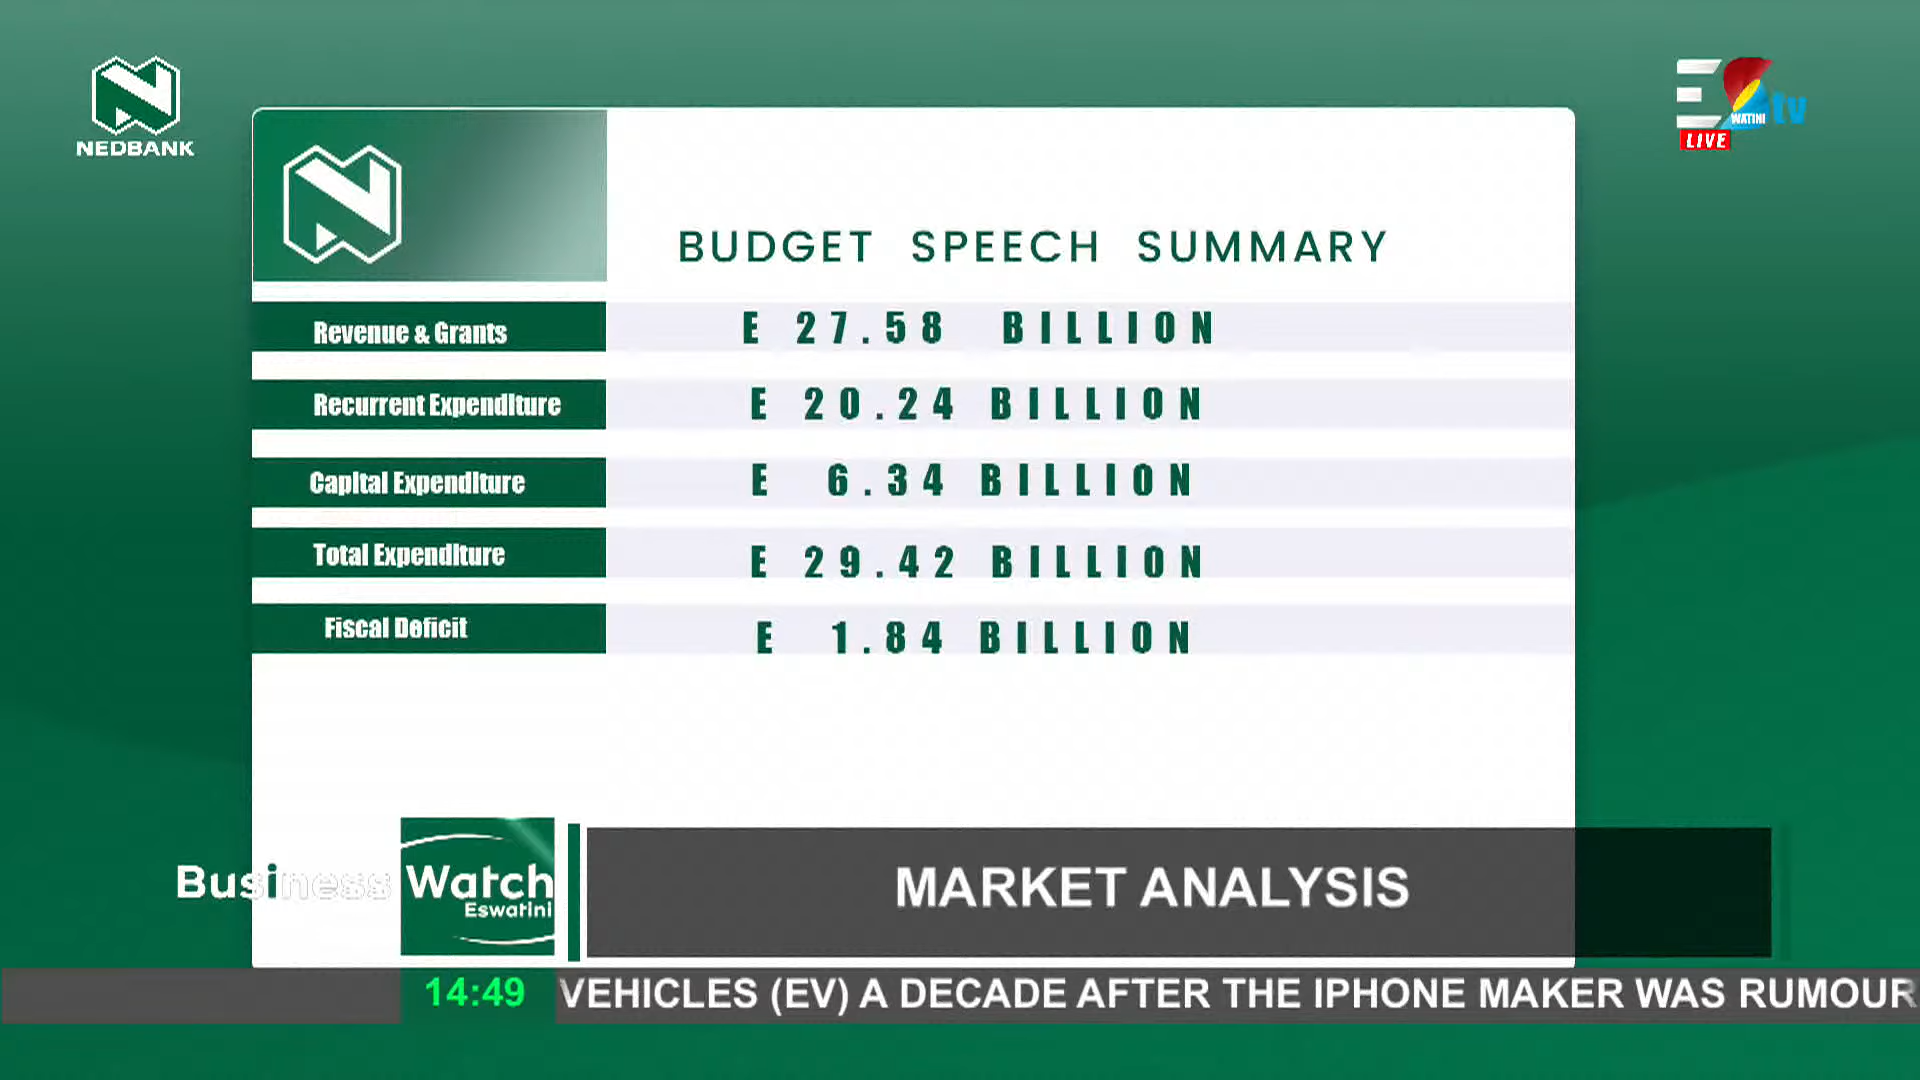 NEDBANK
E WATINI tv
LIVE
BUDGET SPEECH SUMMARY
Revenue & Grants E 27.58 BILLION
Recurrent Expenditure E 20.24 BILLION
Capital Expenditure E 6.34 BILLION
Total Expenditure E 29.42 BILLION
Fiscal Deficit E 1.84 BILLION
Business Watch
Eswatini
MARKET ANALYSIS
14:49 VEHICLES (EV) A DECADE AFTER THE IPHONE MAKER WAS RUMOUR